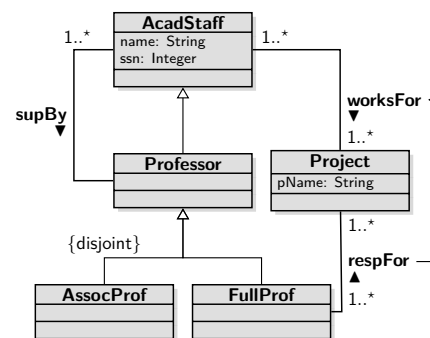 AcadStaff
name: String
ssn: Integer
1..*
1..*
supBy
▼
worksFor
▼
1..*
Professor
Project
pName: String
1..*
{disjoint}
respFor
▲
1..*
AssocProf
FullProf